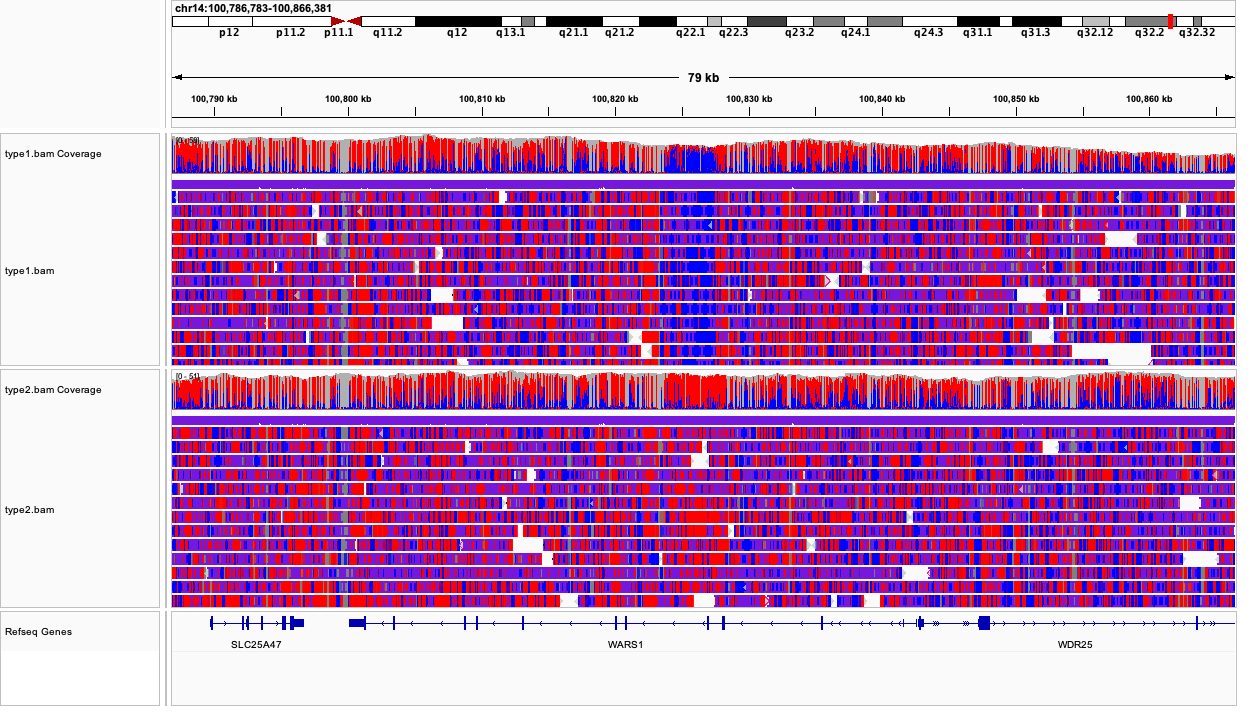 chr14:100,786,783-100,866,381
p12 p11.2 p11.1 q11.2 q12 q13.1 q21.1 q21.2 q22.1 q22.3 q23.2 q24.1 q24.3 q31.1 q31.3 q32.12 q32.2 q32.32
79 kb
100,790 kb 100,800 kb 100,810 kb 100,820 kb 100,830 kb 100,840 kb 100,850 kb 100,860 kb
[0 - 59]
type1.bam Coverage
type1.bam
[0 - 51]
type2.bam Coverage
type2.bam
Refseq Genes
SLC25A47 WARS1 WDR25